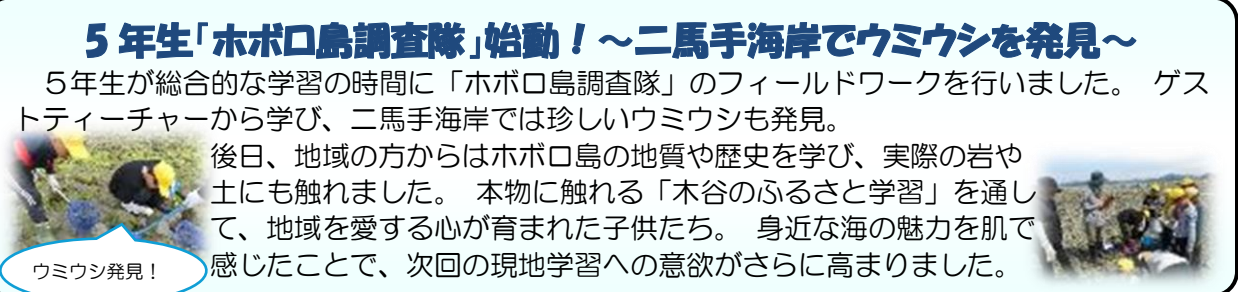 5年生「ホボロ島調査隊」始動！～二馬手海岸でウミウシを発見～
５年生が総合的な学習の時間に「ホボロ島調査隊」のフィールドワークを行いました。　ゲス
トティーチャーから学び、二馬手海岸では珍しいウミウシも発見。
後日、地域の方からはホボロ島の地質や歴史を学び、実際の岩や
土にも触れました。　本物に触れる「木谷のふるさと学習」を通し
て、地域を愛する心が育まれた子供たち。　身近な海の魅力を肌で
感じたことで、次回の現地学習への意欲がさらに高まりました。
ウミウシ発見！